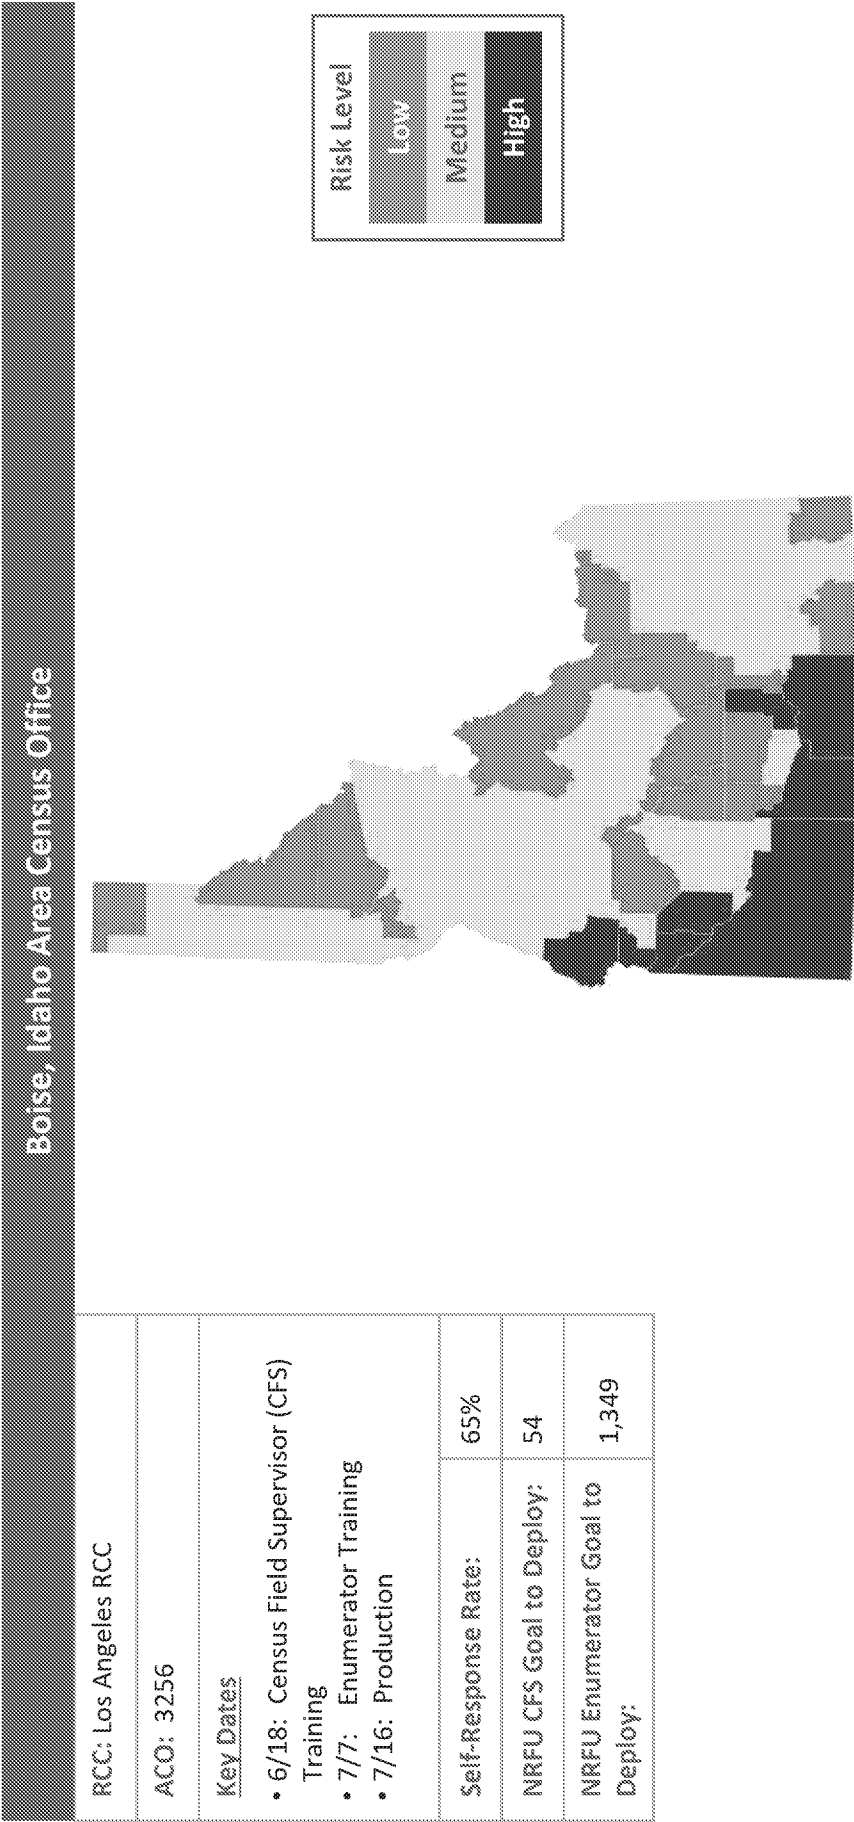 Boise, Idaho Area Census Office
RCC: Los Angeles RCC
ACO: 3256
Key Dates
• 6/18: Census Field Supervisor (CFS)
Training
• 7/7: Enumerator Training
• 7/16: Production
Self-Response Rate: 65%
NRFU CFS Goal to Deploy: 54
NRFU Enumerator Goal to
Deploy: 1,349
Risk Level
Low
Medium
High